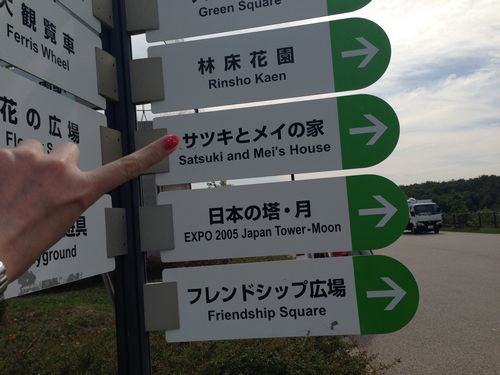 大観覧車
Ferris Wheel
花の広場
Green Square
林床花園
Rinsho Kaen
サツキとメイの家
Satsuki and Mei's House
日本の塔・月
EXPO 2005 Japan Tower-Moon
フレンドシップ広場
Friendship Square